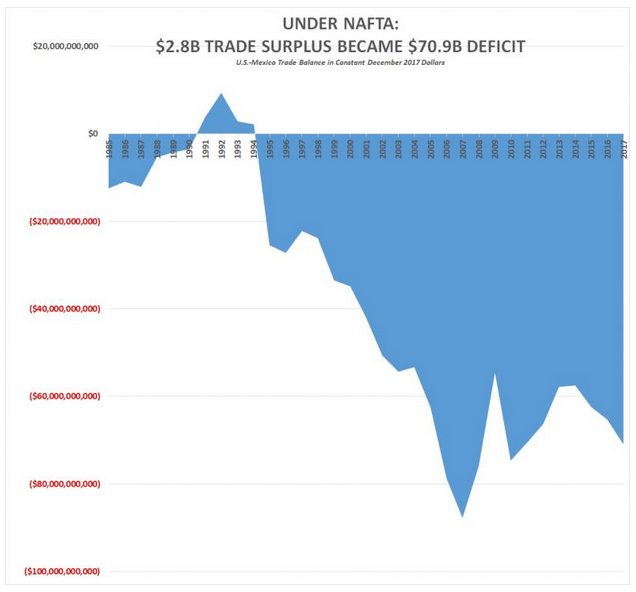 UNDER NAFTA:
$2.8B TRADE SURPLUS BECAME $70.9B DEFICIT
U.S.-Mexico Trade Balance in Constant December 2017 Dollars
$20,000,000,000
$0
1985 1986 1987 1988 1989 1990 1991 1992 1993 1994 1995 1996 1997 1998 1999 2000 2001 2002 2003 2004 2005 2006 2007 2008 2009 2010 2011 2012 2013 2014 2015 2016 2017
($20,000,000,000)
($40,000,000,000)
($60,000,000,000)
($80,000,000,000)
($100,000,000,000)